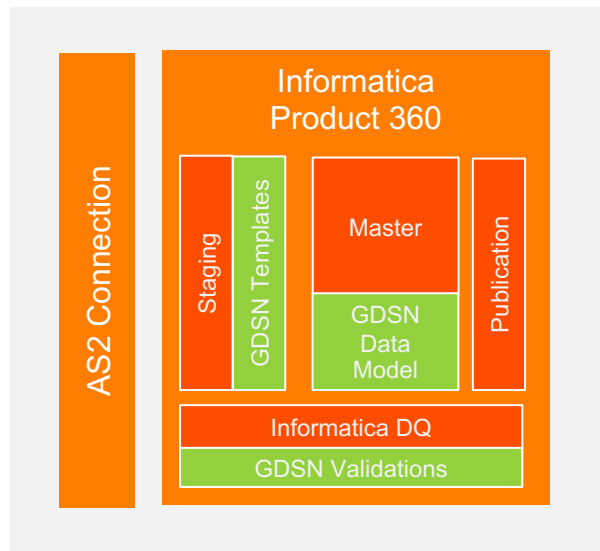 AS2 Connection
Informatica
Product 360
Staging
GDSN Templates
Master
GDSN
Data
Model
Publication
Informatica DQ
GDSN Validations